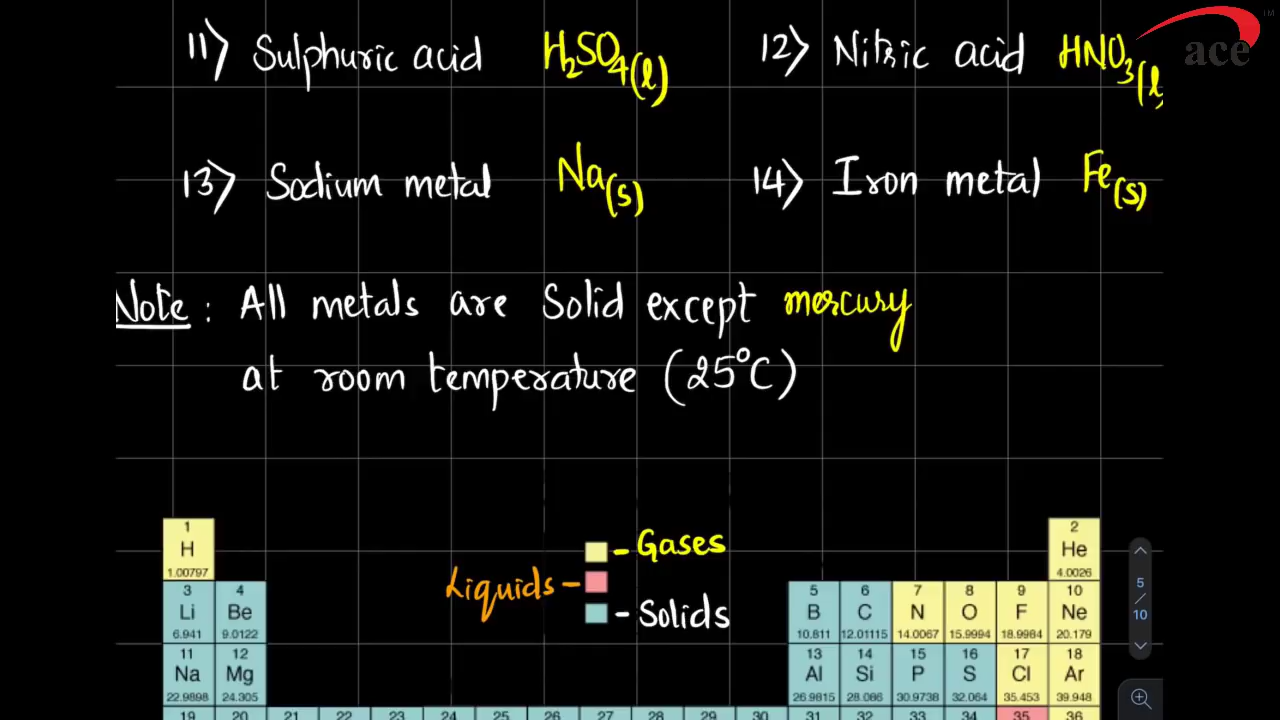 ace
TM
11) Sulphuric acid H2SO4(l) 12) Nitric acid HNO3(l
13) Sodium metal Na(s) 14) Iron metal Fe(s)
Note : All metals are Solid except mercury
at room temperature (25°C)
- Gases
Liquids -
- Solids
1 2
H He
1.00797 4.0026
3 4 5 6 7 8 9 10
Li Be B C N O F Ne
6.941 9.0122 10.811 12.01115 14.0067 15.9994 18.9984 20.179
11 12 13 14 15 16 17 18
Na Mg Al Si P S Cl Ar
22.9898 24.305 26.9815 28.086 30.9738 32.064 35.453 39.948
19 20 21 22 23 24 25 26 27 28 29 30 31 32 33 34 35 36
5
/
10